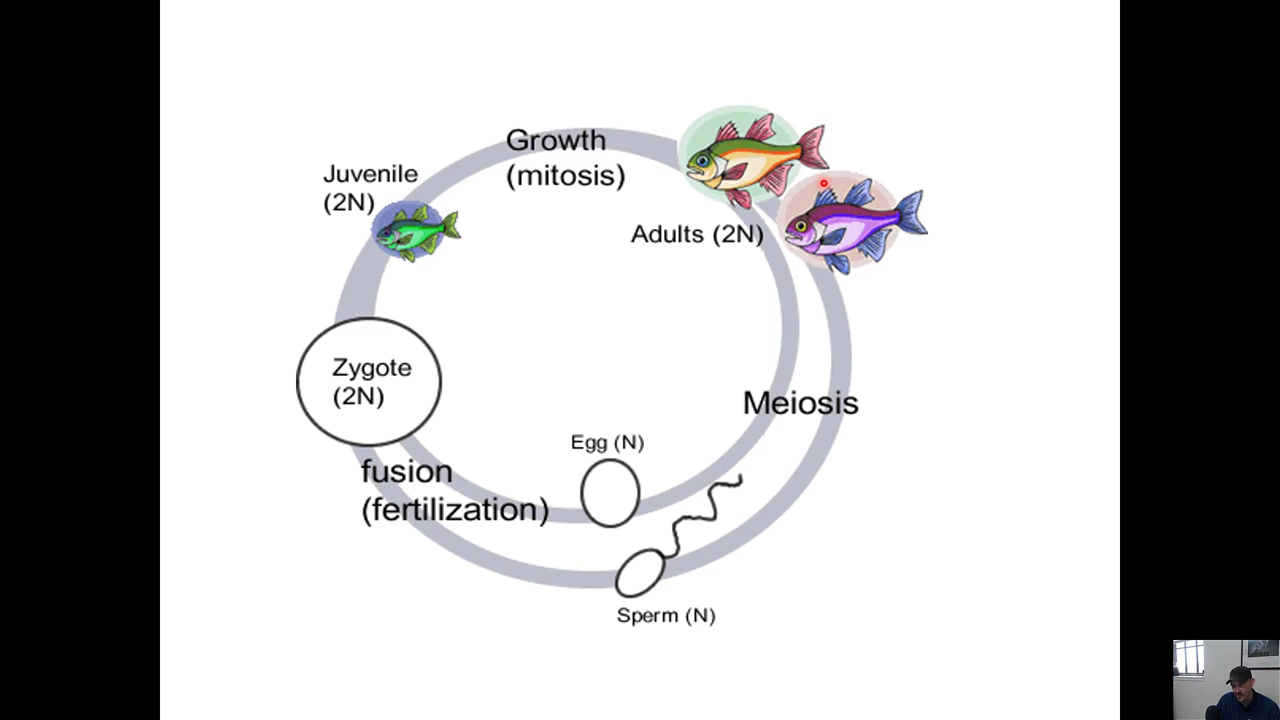 Growth
(mitosis)
Juvenile
(2N)
Adults (2N)
Zygote
(2N)
Meiosis
Egg (N)
fusion
(fertilization)
Sperm (N)